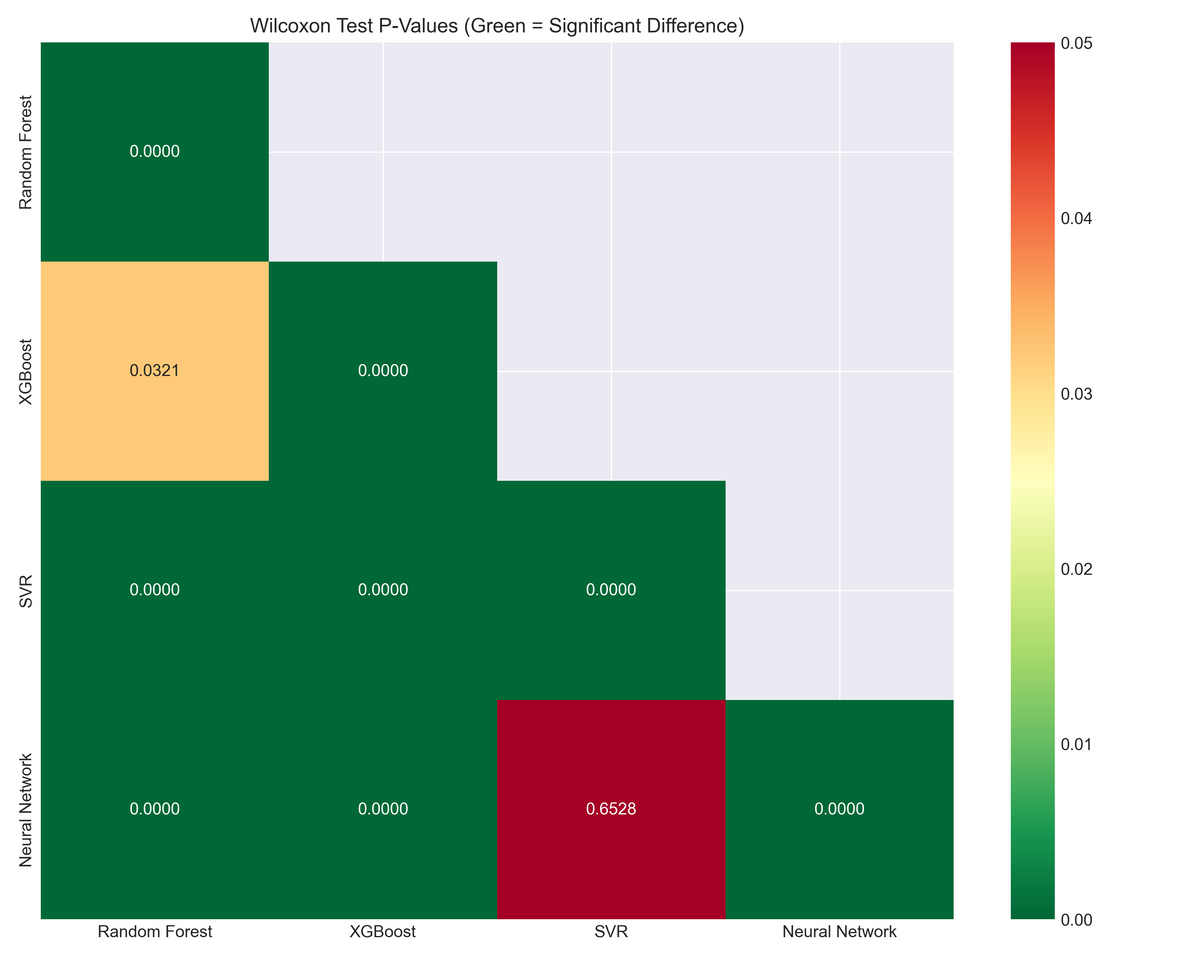 Wilcoxon Test P-Values (Green = Significant Difference)
Random Forest
0.0000
XGBoost
0.0321
0.0000
SVR
0.0000
0.0000
0.0000
Neural Network
0.0000
0.0000
0.6528
0.0000
Random Forest
XGBoost
SVR
Neural Network
0.05
0.04
0.03
0.02
0.01
0.00